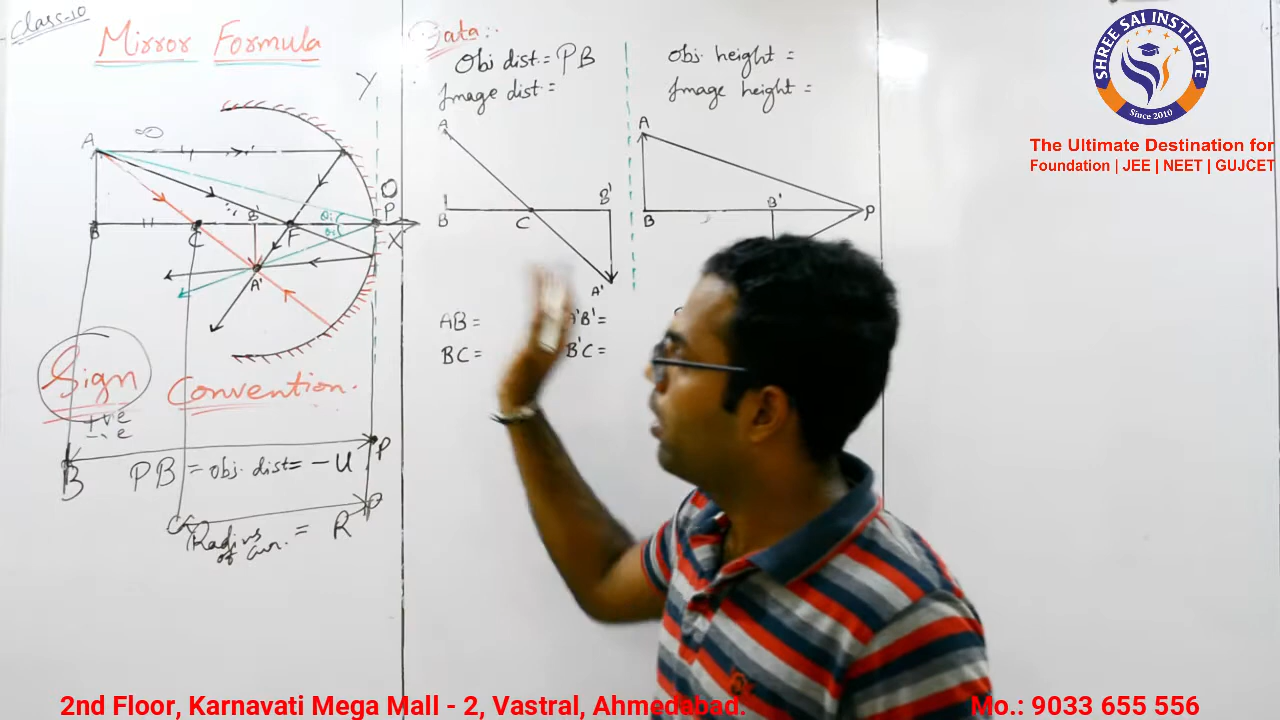 Class-10
Mirror Formula
Y
A
∞
O
P
B
C
B'
F
θi
θr
X
A'
Sign Convention.
+ve
-ve
B
P
PB = obj. dist = -u
C
P
Radius of cur. = R
Data:-
Obj dist = PB
Image dist =
A
B
C
B'
A'
AB =
A'B' =
BC =
B'C =
Obj. height =
Image height =
A
B
B'
P
SHREE SAI INSTITUTE
Since 2010
The Ultimate Destination for
Foundation | JEE | NEET | GUJCET
2nd Floor, Karnavati Mega Mall - 2, Vastral, Ahmedabad.
Mo.: 9033 655 556